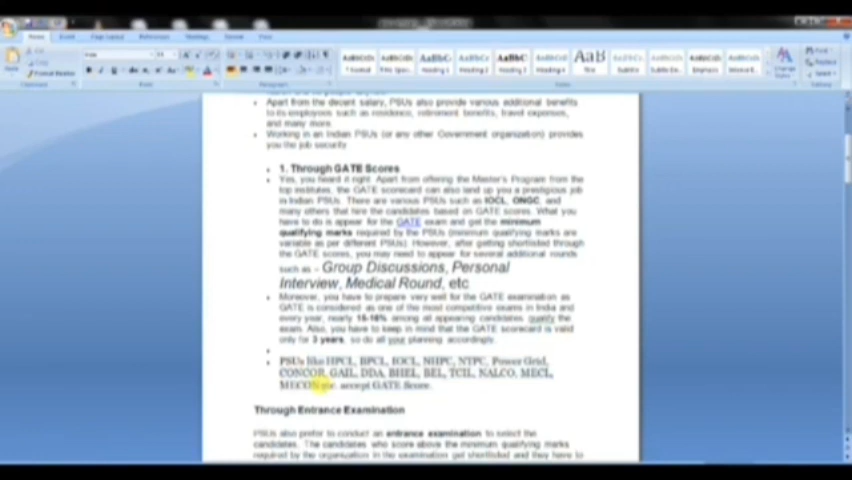 Apart from the decent salary, PSUs also provide various additional benefits
to its employees such as residence, retirement benefits, travel expenses,
and many more.
Working in an Indian PSUs (or any other Government organization) provides
you the job security
1. Through GATE Scores
Yes, you heard it right. Apart from offering the Master's Program from the
top institutes, the GATE scorecard can also land up you a prestigious job
in Indian PSUs. There are various PSUs such as IOCL, ONGC, and
many others that hire the candidates based on GATE scores. What you
have to do is appear for the GATE exam and get the minimum
qualifying marks required by the PSUs (minimum qualifying marks are
variable as per different PSUs). However, after getting shortlisted through
the GATE scores, you may need to appear for several additional rounds
such as - Group Discussions, Personal
Interview, Medical Round, etc
Moreover, you have to prepare very well for the GATE examination as
GATE is considered as one of the most competitive exams in India and
every year, nearly 15-16% among all appearing candidates qualify the
exam. Also, you have to keep in mind that the GATE scorecard is valid
only for 3 years, so do all your planning accordingly.
PSUs like HPCL, BPCL, IOCL, NHPC, NTPC, Power Grid,
CONCOR, GAIL, DDA, BHEL, BEL, TCIL, NALCO, MECL,
MECON etc. accept GATE Score.
Through Entrance Examination
PSUs also prefer to conduct an entrance examination to select the
candidates. The candidates who score above the minimum qualifying marks
required by the organization in the examination get shortlisted and they have to